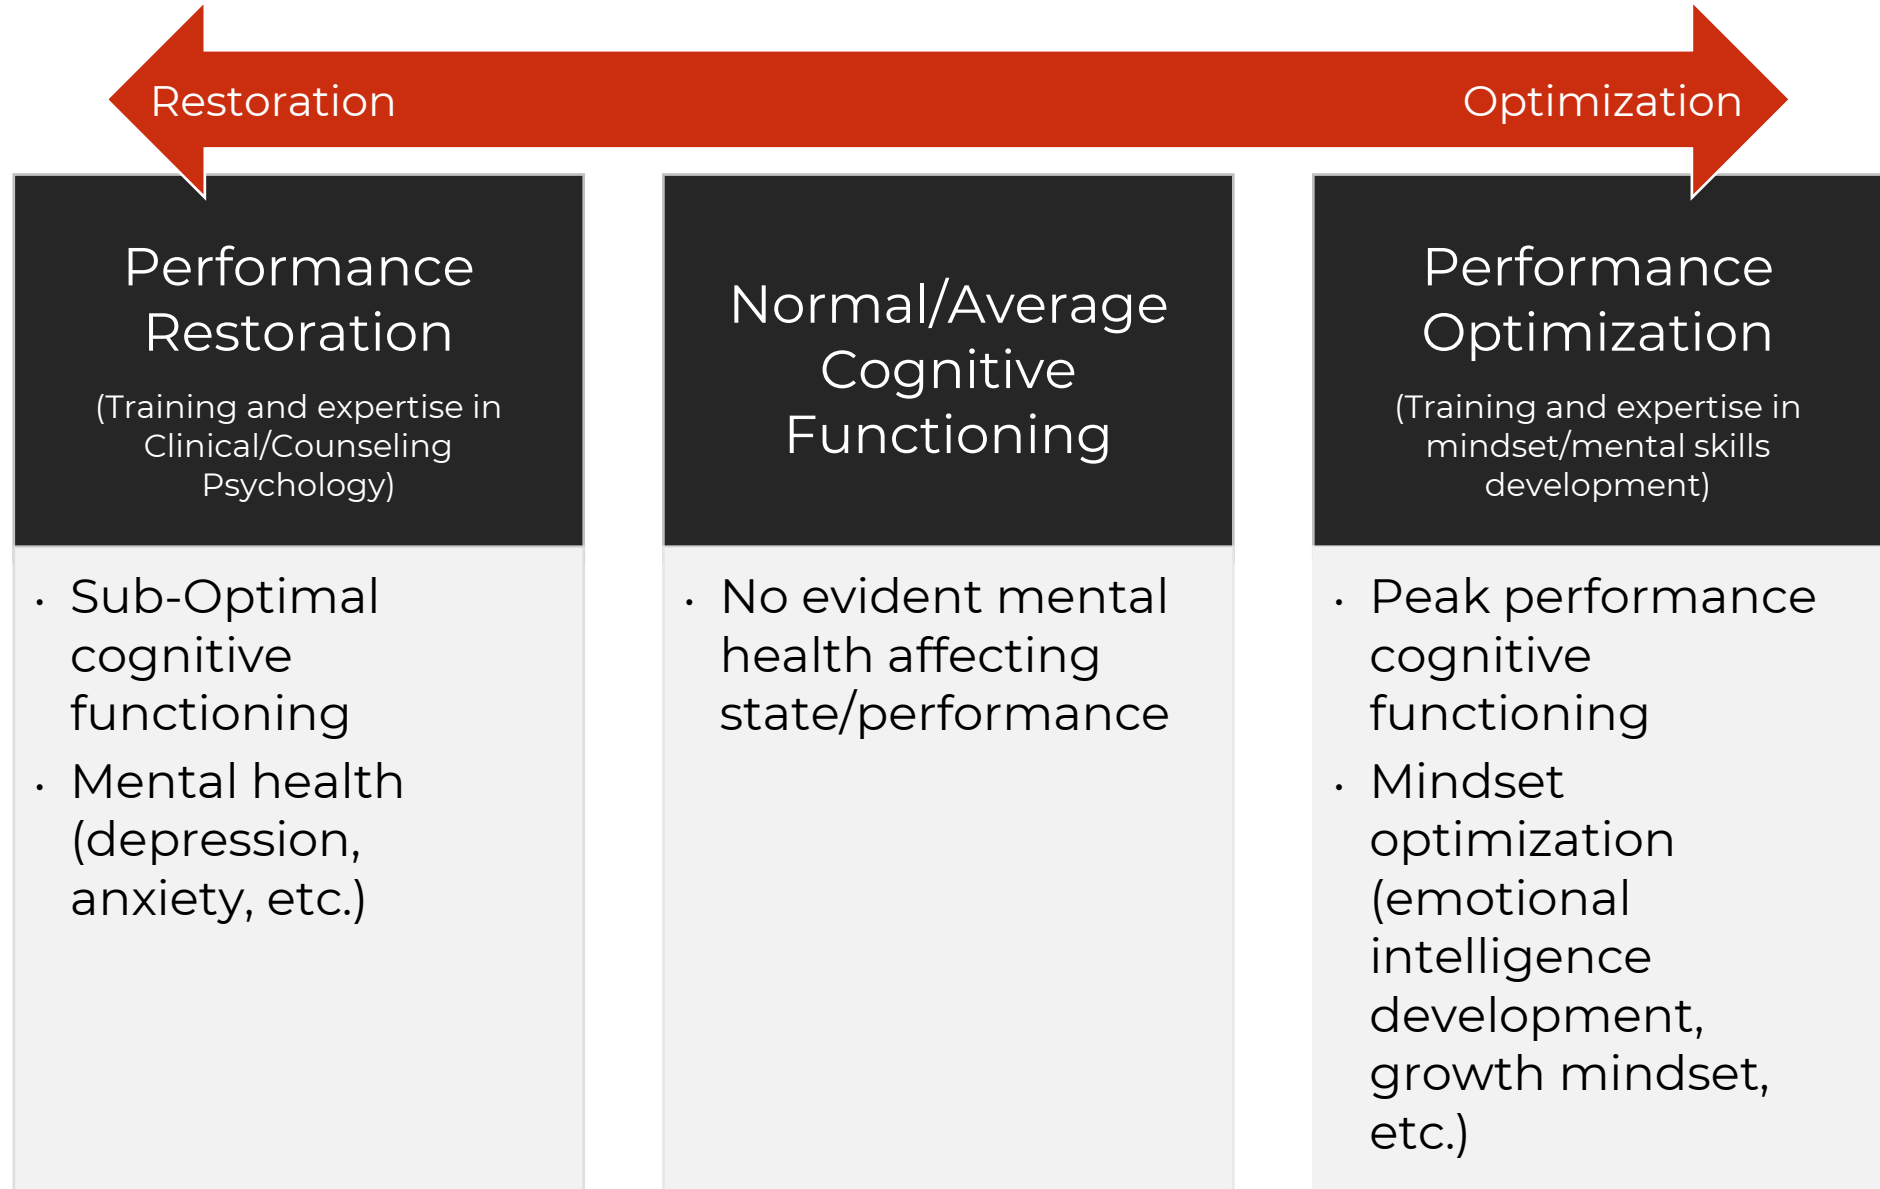 Restoration
Optimization
Performance
Restoration
(Training and expertise in
Clinical/Counseling
Psychology)
· Sub-Optimal
cognitive
functioning
· Mental health
(depression,
anxiety, etc.)
Normal/Average
Cognitive
Functioning
· No evident mental
health affecting
state/performance
Performance
Optimization
(Training and expertise in
mindset/mental skills
development)
· Peak performance
cognitive
functioning
· Mindset
optimization
(emotional
intelligence
development,
growth mindset,
etc.)